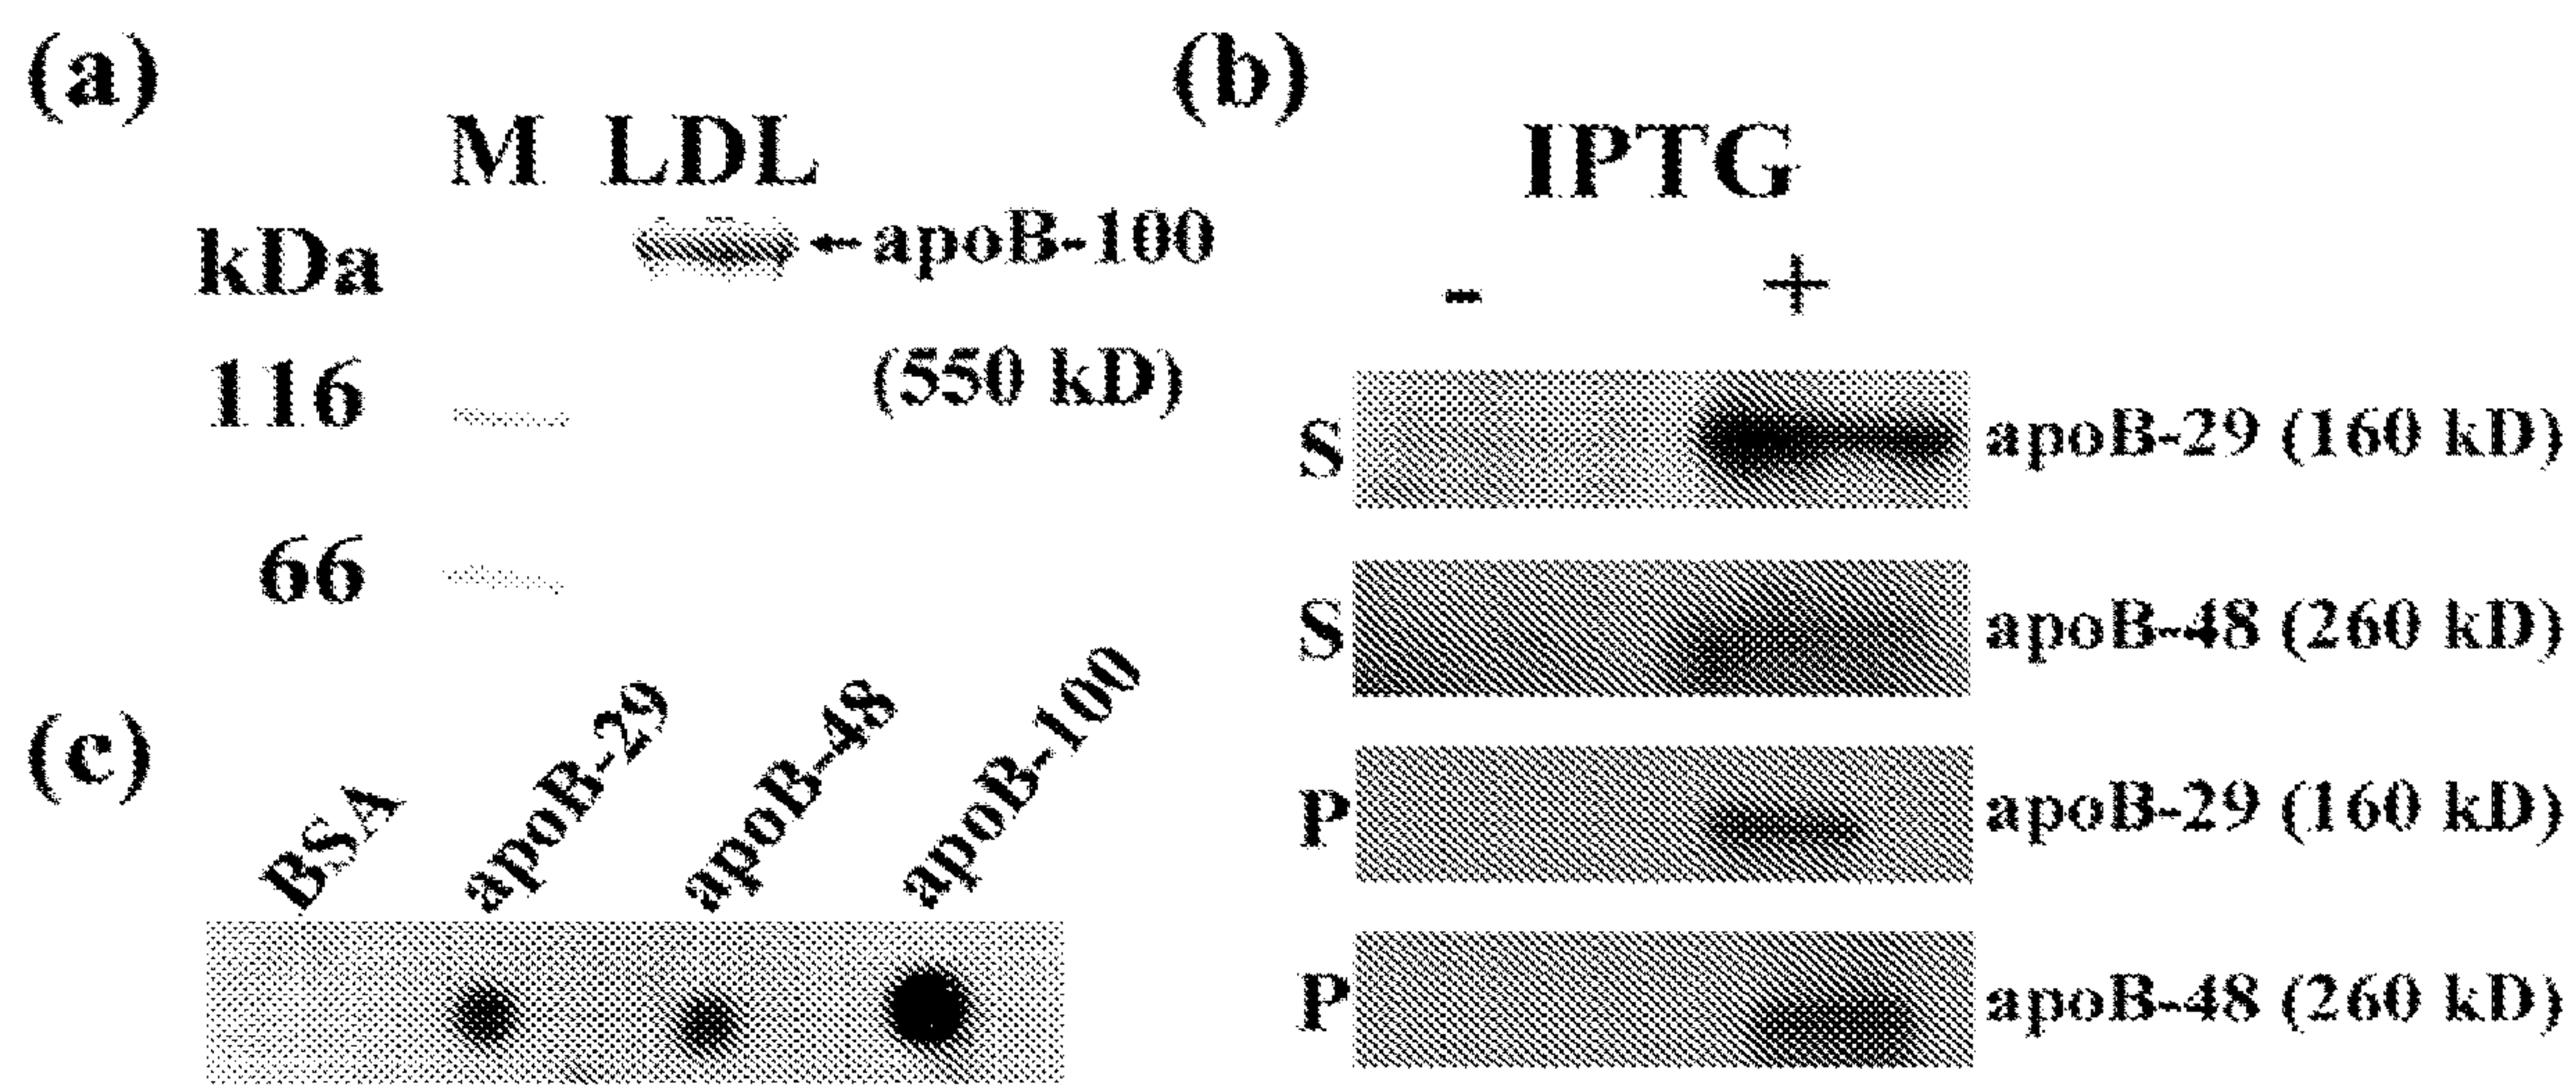 (a)
M LDL
kDa
←apoB-100
(550 kD)
116
66
(b)
IPTG
- +
S apoB-29 (160 kD)
S apoB-48 (260 kD)
P apoB-29 (160 kD)
P apoB-48 (260 kD)
(c)
BSA
apoB-29
apoB-48
apoB-100